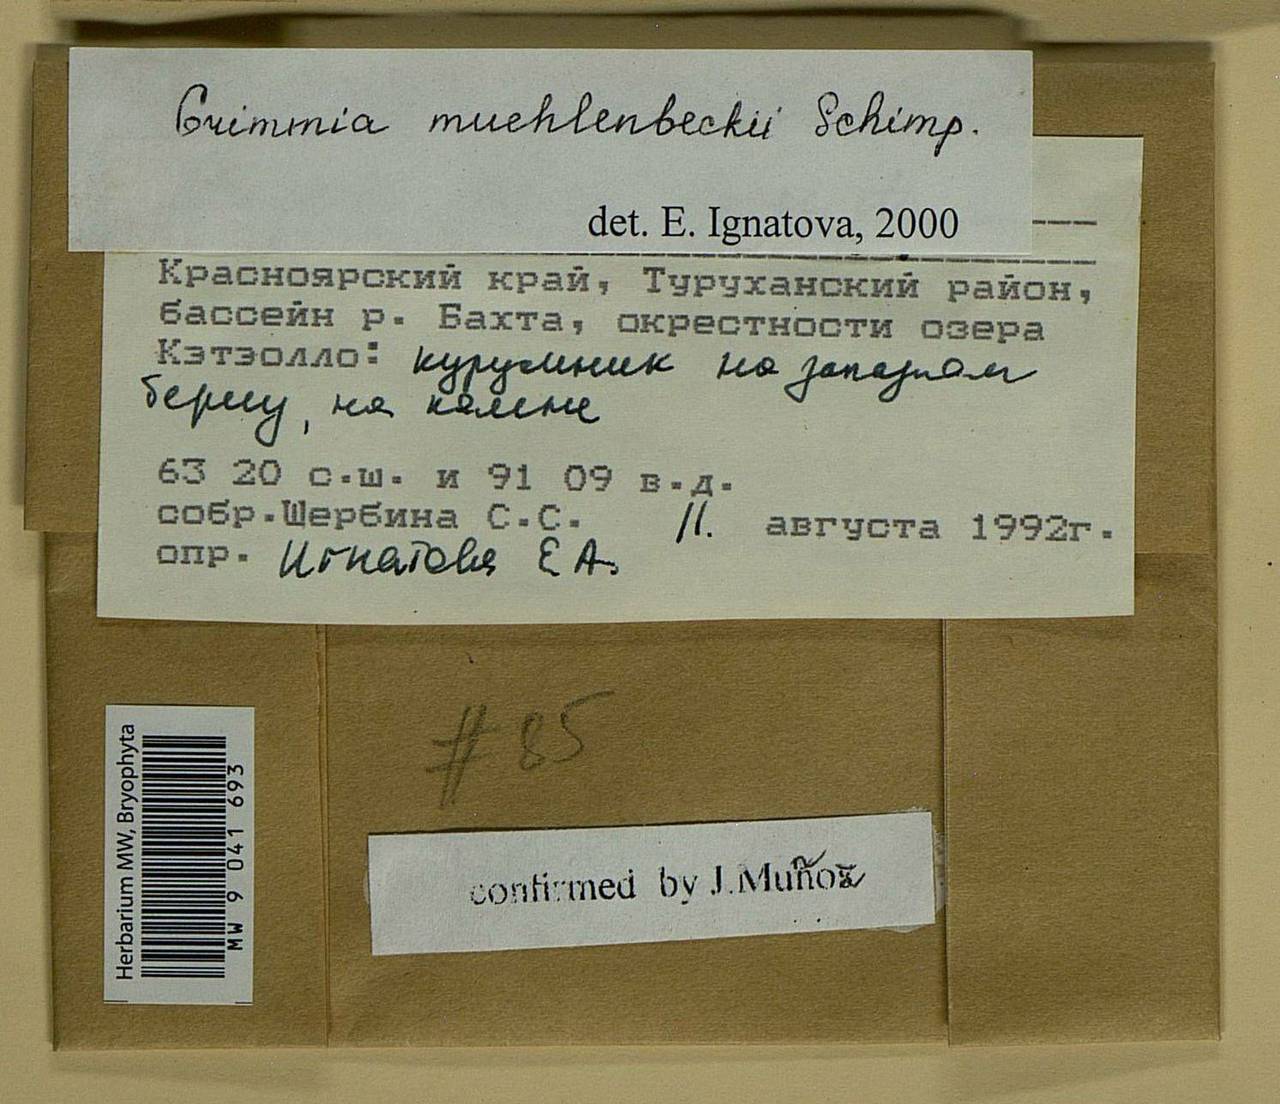 Grimmia muehlenbeckii Schimp.
det. E. Ignatova, 2000
Красноярский край, Туруханский район,
бассейн р. Бахта, окрестности озера
Кэтэолло: курумник на западном
берегу, на камне
63 20 с.ш. и 91 09 в.д.
собр.Щербина С.С. 11. августа 1992г.
опр. Игнатова Е.А.
#85
confirmed by J.Muñoz
Herbarium MW, Bryophyta
MW 9 041 693